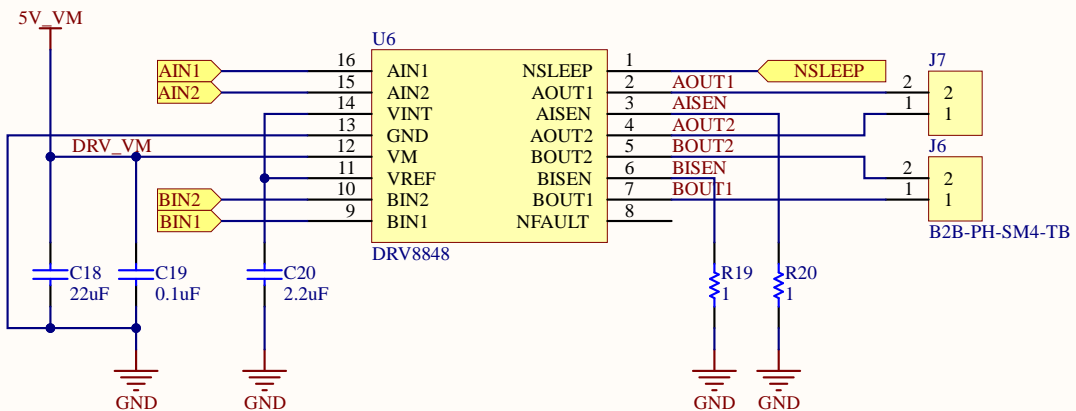 5V_VM
U6
AIN1 16 AIN1 NSLEEP 1 NSLEEP J7
AIN2 15 AIN2 AOUT1 2 AOUT1 2 2
14 VINT AISEN 3 AISEN 1 1
13 GND AOUT2 4 AOUT2
DRV_VM 12 VM BOUT2 5 BOUT2 J6
11 VREF BISEN 6 BISEN 2 2
BIN2 10 BIN2 BOUT1 7 BOUT1 1 1
BIN1 9 BIN1 NFAULT 8
DRV8848 B2B-PH-SM4-TB
C18 C19 C20 R19 R20
22uF 0.1uF 2.2uF 1 1
GND GND GND GND